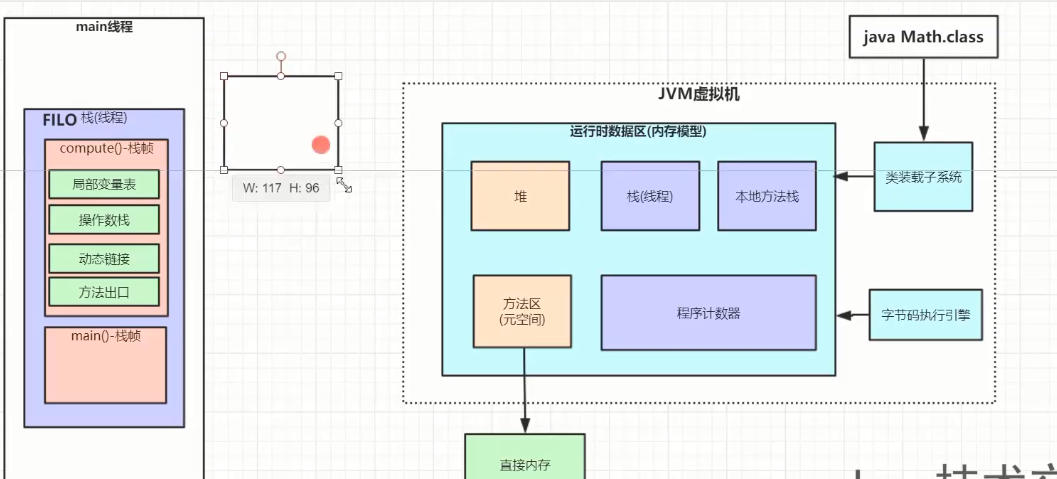 main线程
FILO 栈(线程)
compute()-栈帧
局部变量表
操作数栈
动态链接
方法出口
main()-栈帧
W: 117 H: 96
java Math.class
JVM虚拟机
运行时数据区(内存模型)
堆
栈(线程)
本地方法栈
类装载子系统
方法区
(元空间)
程序计数器
字节码执行引擎
直接内存